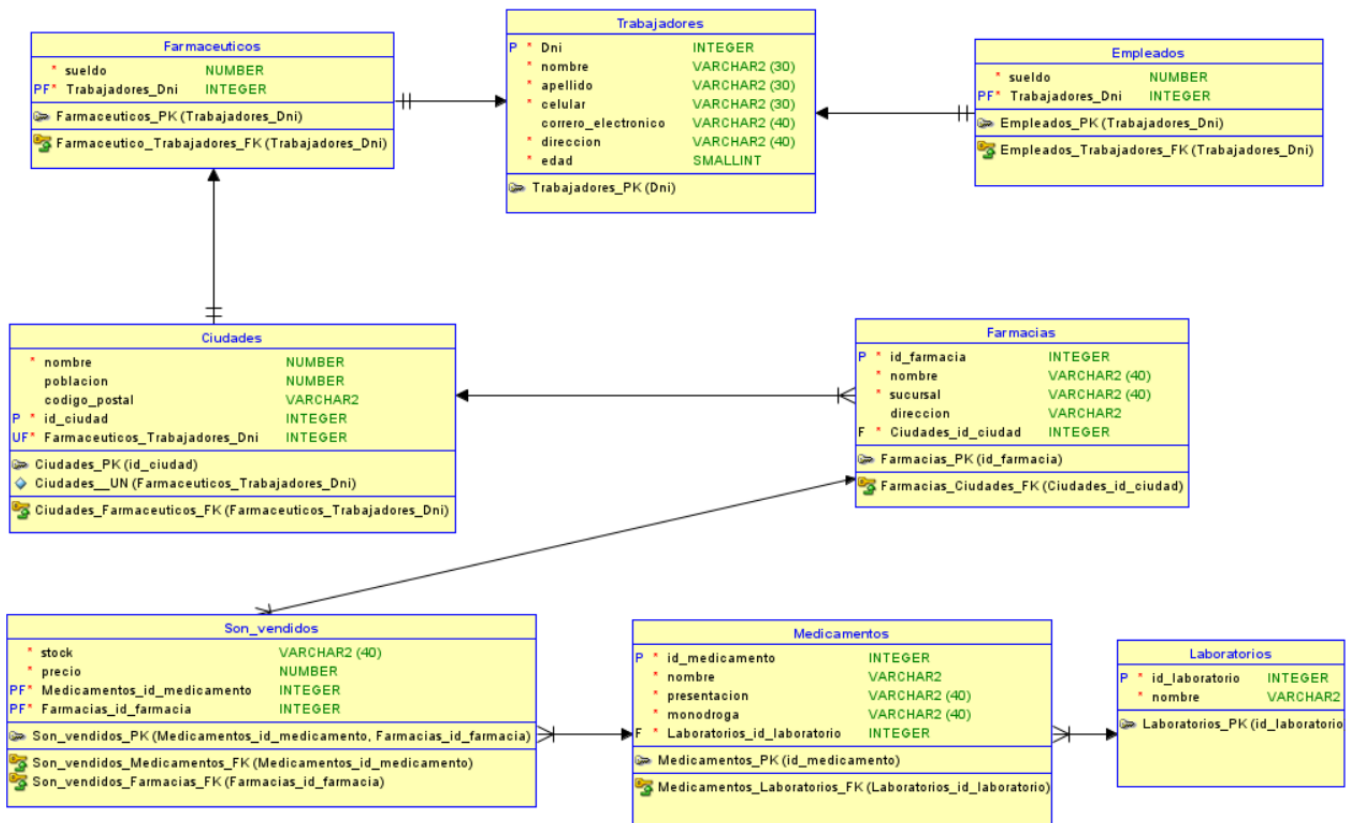 Farmaceuticos
* sueldo NUMBER
PF* Trabajadores_Dni INTEGER
Farmaceuticos_PK (Trabajadores_Dni)
Farmaceutico_Trabajadores_FK (Trabajadores_Dni)
Trabajadores
P * Dni INTEGER
* nombre VARCHAR2 (30)
* apellido VARCHAR2 (30)
* celular VARCHAR2 (30)
correro_electronico VARCHAR2 (40)
* direccion VARCHAR2 (40)
* edad SMALLINT
Trabajadores_PK (Dni)
Empleados
* sueldo NUMBER
PF* Trabajadores_Dni INTEGER
Empleados_PK (Trabajadores_Dni)
Empleados_Trabajadores_FK (Trabajadores_Dni)
Ciudades
* nombre NUMBER
poblacion NUMBER
codigo_postal VARCHAR2
P * id_ciudad INTEGER
UF* Farmaceuticos_Trabajadores_Dni INTEGER
Ciudades_PK (id_ciudad)
Ciudades__UN (Farmaceuticos_Trabajadores_Dni)
Ciudades_Farmaceuticos_FK (Farmaceuticos_Trabajadores_Dni)
Farmacias
P * id_farmacia INTEGER
* nombre VARCHAR2 (40)
* sucursal VARCHAR2 (40)
direccion VARCHAR2
F * Ciudades_id_ciudad INTEGER
Farmacias_PK (id_farmacia)
Farmacias_Ciudades_FK (Ciudades_id_ciudad)
Son_vendidos
* stock VARCHAR2 (40)
* precio NUMBER
PF* Medicamentos_id_medicamento INTEGER
PF* Farmacias_id_farmacia INTEGER
Son_vendidos_PK (Medicamentos_id_medicamento, Farmacias_id_farmacia)
Son_vendidos_Medicamentos_FK (Medicamentos_id_medicamento)
Son_vendidos_Farmacias_FK (Farmacias_id_farmacia)
Medicamentos
P * id_medicamento INTEGER
* nombre VARCHAR2
* presentacion VARCHAR2 (40)
* monodroga VARCHAR2 (40)
F * Laboratorios_id_laboratorio INTEGER
Medicamentos_PK (id_medicamento)
Medicamentos_Laboratorios_FK (Laboratorios_id_laboratorio)
Laboratorios
P * id_laboratorio INTEGER
* nombre VARCHAR2
Laboratorios_PK (id_laboratorio